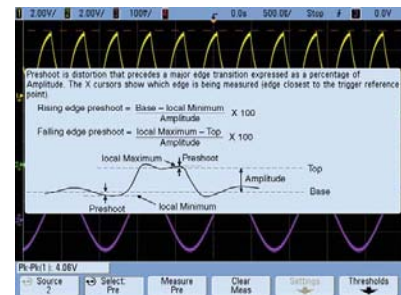 1 2.00V/ 2 2.00V/ 0.0s 500.0 Stop 2 0.0V
Preshoot is distortion that precedes a major edge transition expressed as a percentage of
Amplitude. The X cursors show which edge is being measured (edge closest to the trigger reference
point).
Rising edge preshoot = Base – local Minimum
Amplitude
X 100
Falling edge preshoot = local Maximum – Top
Amplitude
X 100
local Maximum
Preshoot
Top
Amplitude
Base
Preshoot
local Minimum
Pk-Pk(1): 4.06V
Source
2
Select:
Pre
Measure
Pre
Clear
Meas
Settings
Thresholds